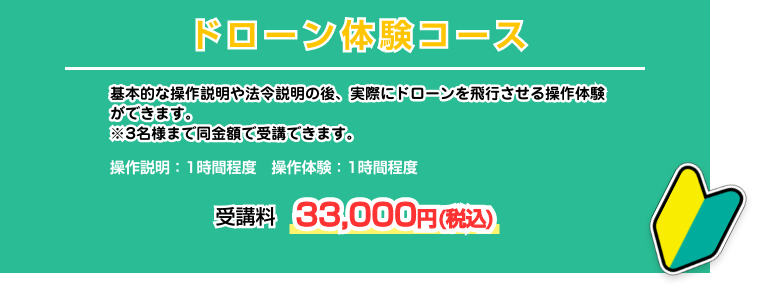 ドローン体験コース
基本的な操作説明や法令説明の後、実際にドローンを飛行させる操作体験
ができます。
※3名様まで同金額で受講できます。
操作説明：1時間程度　操作体験：1時間程度
受講料 33,000円(税込)